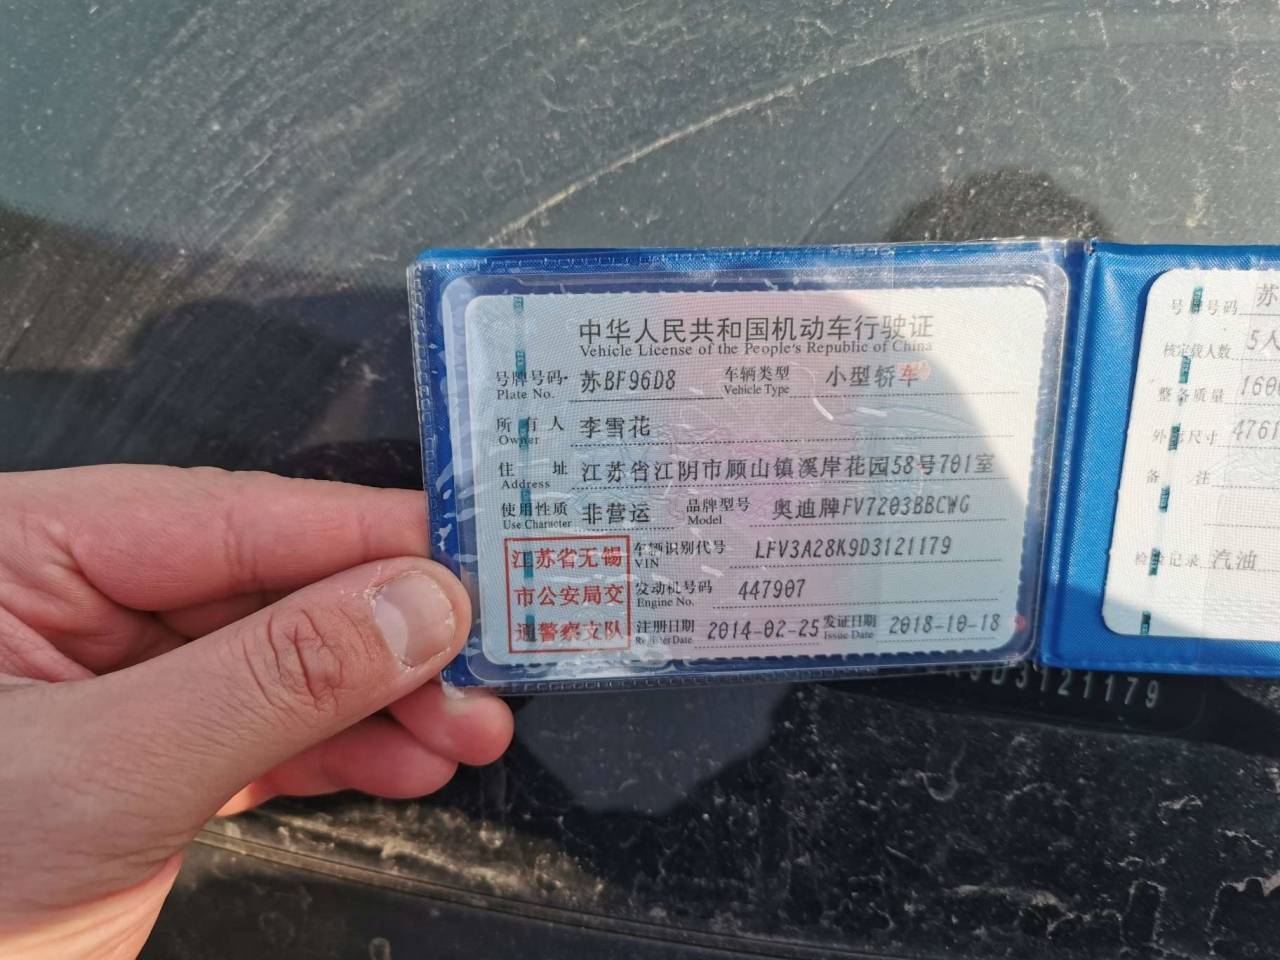 中华人民共和国机动车行驶证
Vehicle License of the People's Republic of China
号牌号码 苏BF96D8 车辆类型 小型轿车
Plate No. Vehicle Type
所有人 李雪花
Owner
住址 江苏省江阴市顾山镇溪岸花园58号701室
Address
使用性质 非营运 品牌型号 奥迪牌FV7203BBCWG
Use Character Model
江苏省无锡
市公安局交
通警察支队
车辆识别代号 LFV3A28K9D3121179
VIN
发动机号码 447907
Engine No.
注册日期 2014-02-25 发证日期 2018-10-18
Register Date Issue Date
号牌号码 苏
核定载人数 5人
整备质量 160
外廓尺寸 4761
备注
检验记录 汽油
3121179